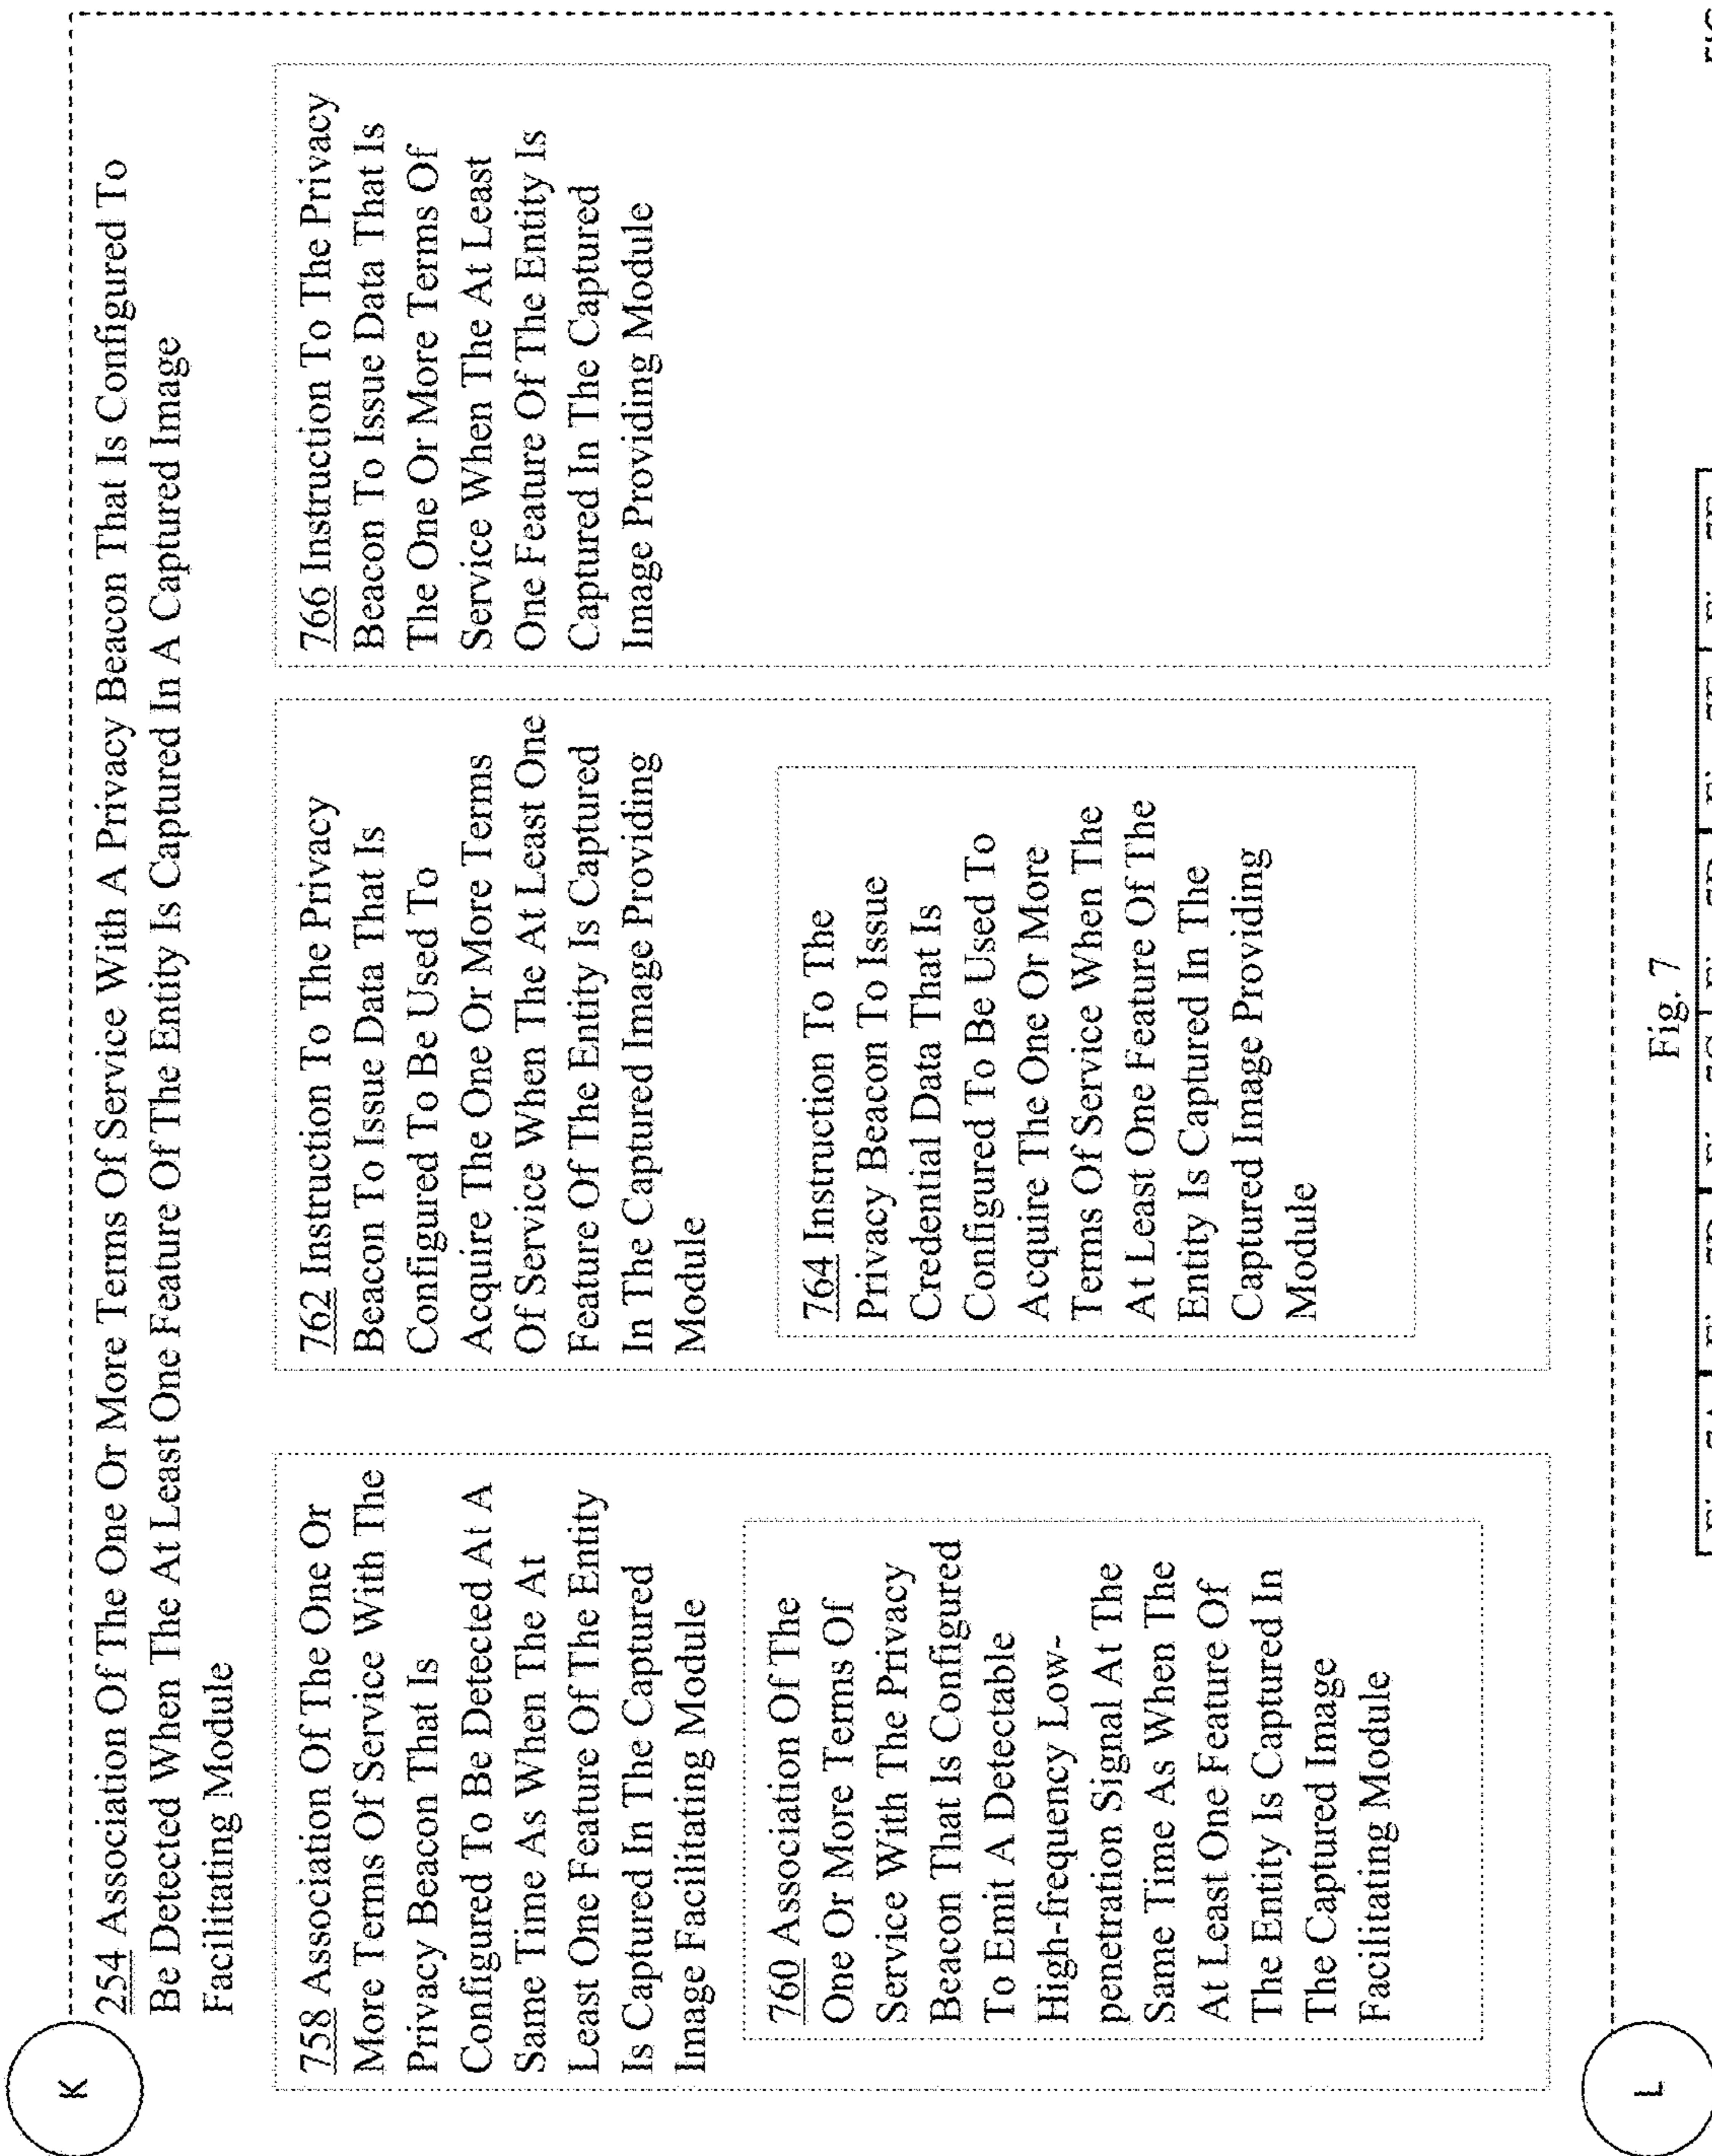 K
254 Association Of The One Or More Terms Of Service With A Privacy Beacon That Is Configured To
Be Detected When The At Least One Feature Of The Entity Is Captured In A Captured Image
Facilitating Module
758 Association Of The One Or
More Terms Of Service With The
Privacy Beacon That Is
Configured To Be Detected At A
Same Time As When The At
Least One Feature Of The Entity
Is Captured In The Captured
Image Facilitating Module
760 Association Of The
One Or More Terms Of
Service With The Privacy
Beacon That Is Configured
To Emit A Detectable
High-frequency Low-
penetration Signal At The
Same Time As When The
At Least One Feature Of
The Entity Is Captured In
The Captured Image
Facilitating Module
762 Instruction To The Privacy
Beacon To Issue Data That Is
Configured To Be Used To
Acquire The One Or More Terms
Of Service When The At Least One
Feature Of The Entity Is Captured
In The Captured Image Providing
Module
764 Instruction To The
Privacy Beacon To Issue
Credential Data That Is
Configured To Be Used To
Acquire The One Or More
Terms Of Service When The
At Least One Feature Of The
Entity Is Captured In The
Captured Image Providing
Module
766 Instruction To The Privacy
Beacon To Issue Data That Is
The One Or More Terms Of
Service When The At Least
One Feature Of The Entity Is
Captured In The Captured
Image Providing Module
L
Fig. 7